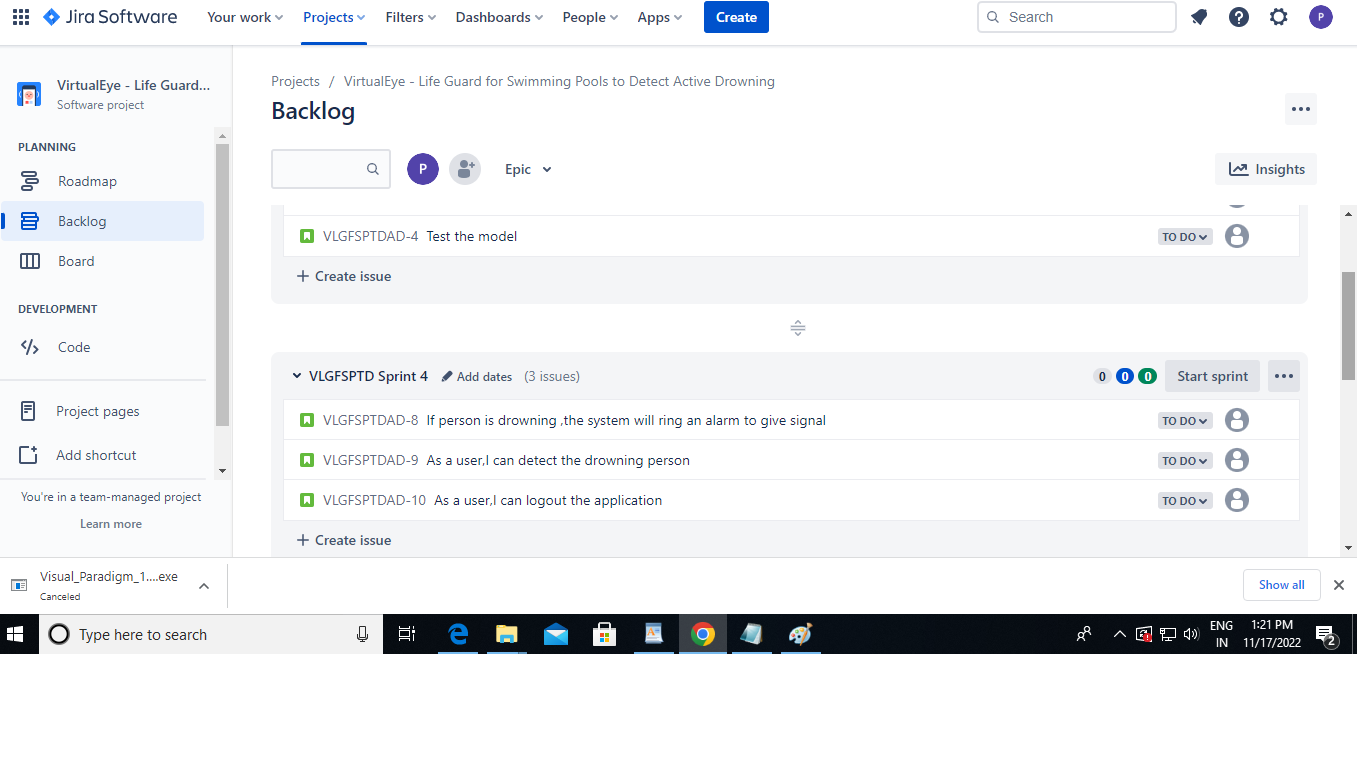 Jira Software Your work Projects Filters Dashboards People Apps Create Search P
VirtualEye - Life Guard...
Software project
PLANNING
Roadmap
Backlog
Board
DEVELOPMENT
Code
Project pages
Add shortcut
You're in a team-managed project
Learn more
Projects / VirtualEye - Life Guard for Swimming Pools to Detect Active Drowning
Backlog
P Epic Insights
VLGFSPTDAD-4 Test the model TO DO
+ Create issue
VLGFSPTD Sprint 4 Add dates (3 issues) 0 0 0 Start sprint
VLGFSPTDAD-8 If person is drowning ,the system will ring an alarm to give signal TO DO
VLGFSPTDAD-9 As a user,I can detect the drowning person TO DO
VLGFSPTDAD-10 As a user,I can logout the application TO DO
+ Create issue
Visual_Paradigm_1....exe
Canceled
Show all
Type here to search
ENG
IN
1:21 PM
11/17/2022
2